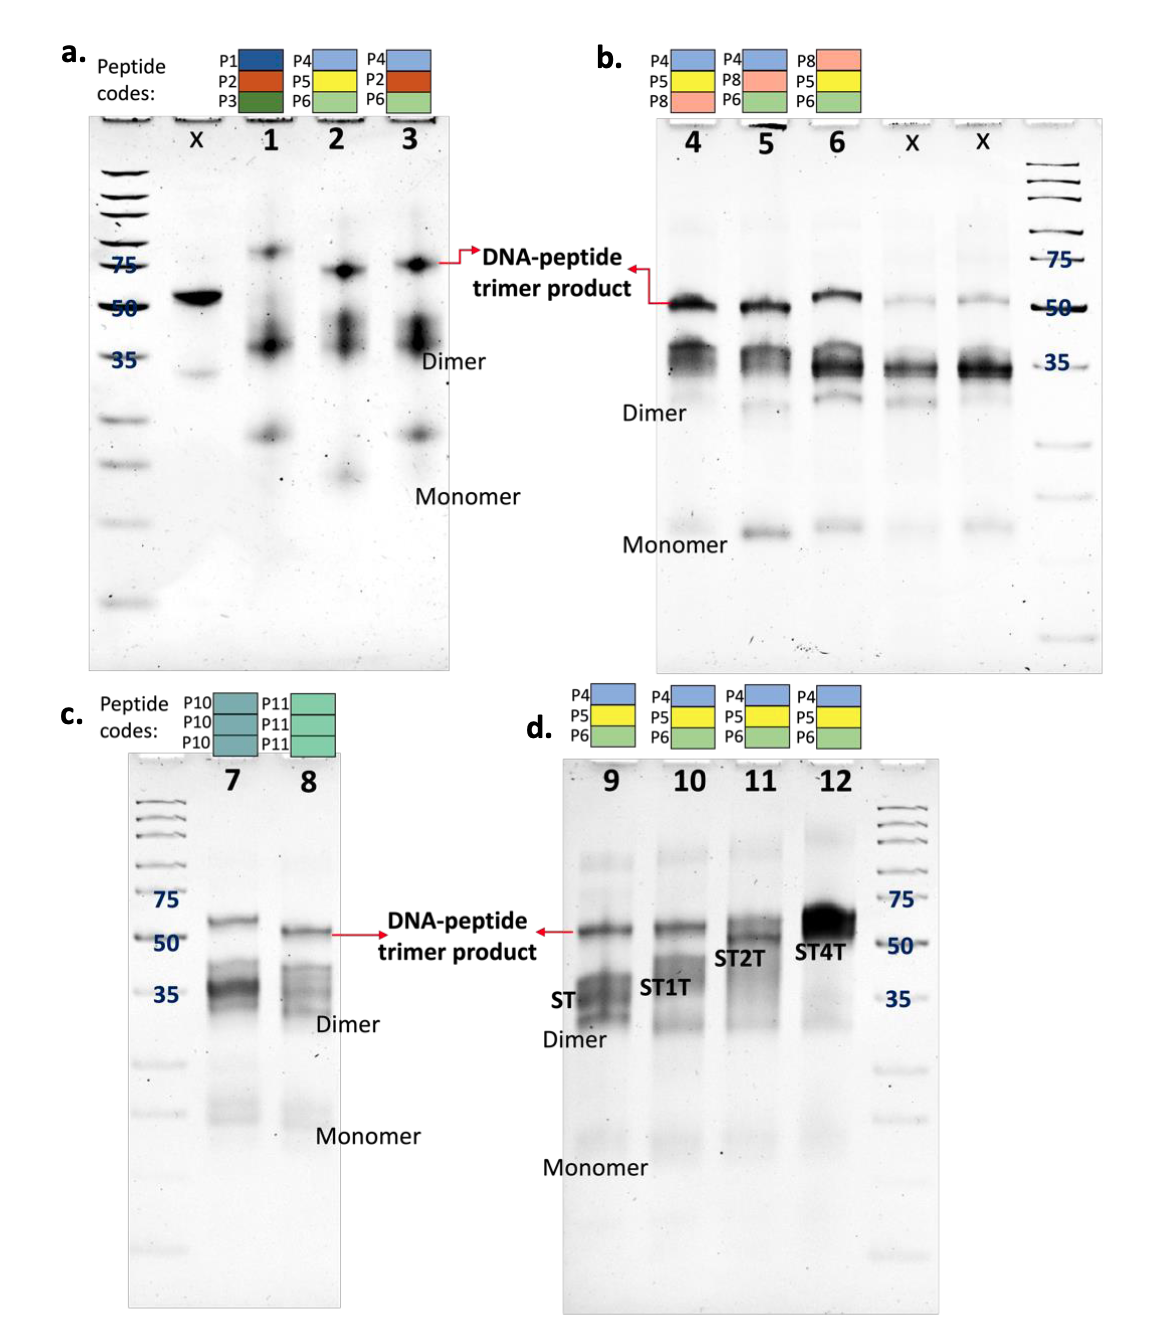 a.
Peptide
codes:
P1 P4 P4
P2 P5 P2
P3 P6 P6
x 1 2 3
75
50
35
Dimer
Monomer
b.
P4 P4 P8
P5 P8 P5
P8 P6 P6
4 5 6 x x
75
50
35
Dimer
Monomer
DNA-peptide
trimer product
c.
Peptide
codes:
P10 P11
P10 P11
P10 P11
7 8
75
50
35
Dimer
Monomer
d.
P4 P4 P4 P4
P5 P5 P5 P5
P6 P6 P6 P6
9 10 11 12
75
50
35
ST
ST1T
ST2T
ST4T
Dimer
Monomer
DNA-peptide
trimer product